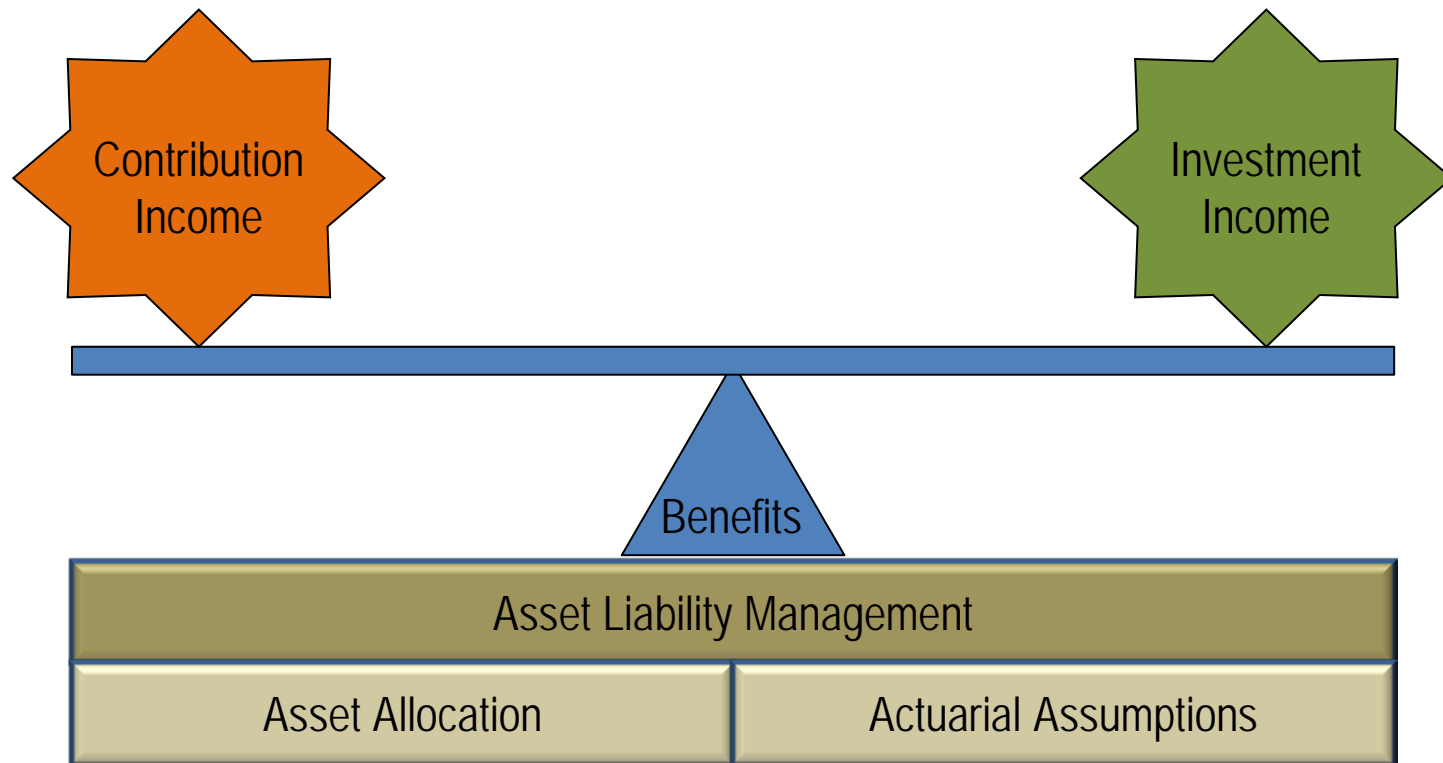 Contribution
Income
Investment
Income
Benefits
Asset Liability Management
Asset Allocation
Actuarial Assumptions